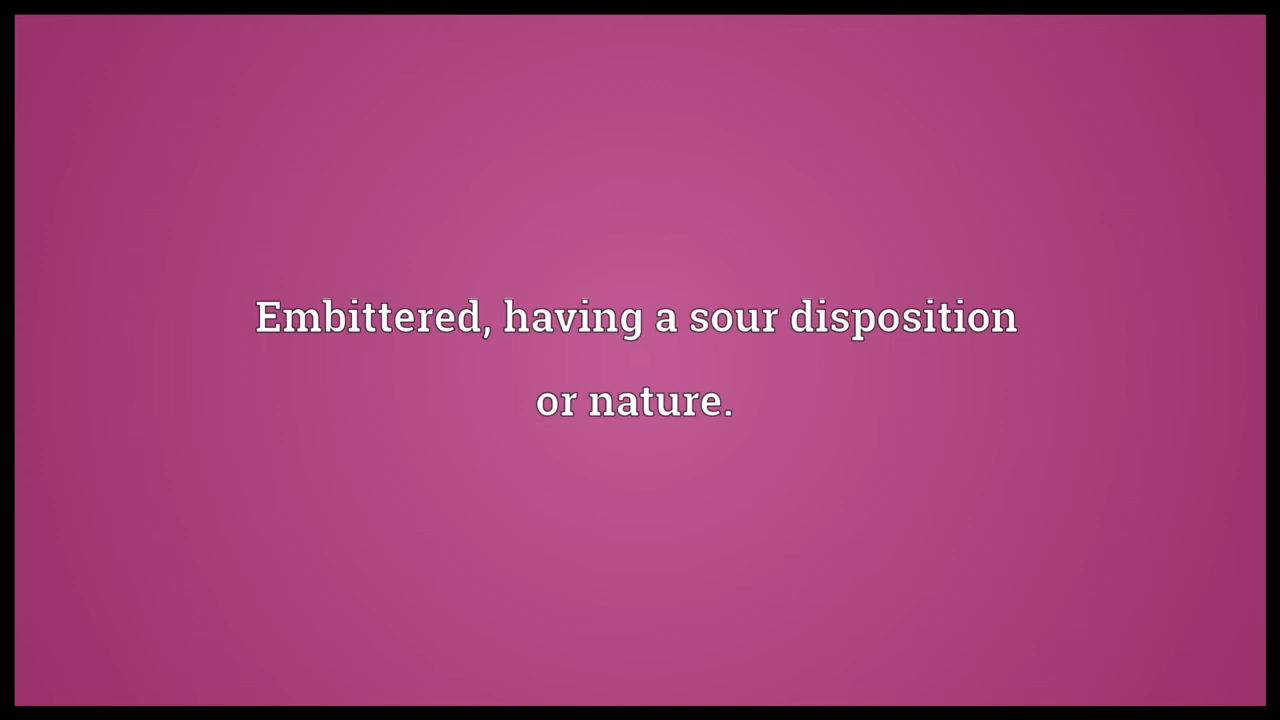 Embittered, having a sour disposition
or nature.